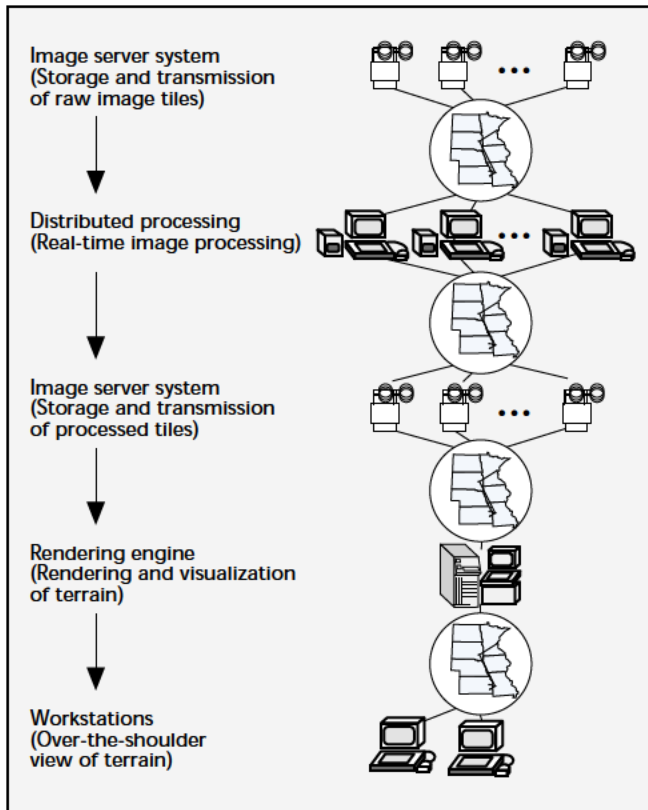 Image server system
(Storage and transmission
of raw image tiles)
Distributed processing
(Real-time image processing)
Image server system
(Storage and transmission
of processed tiles)
Rendering engine
(Rendering and visualization
of terrain)
Workstations
(Over-the-shoulder
view of terrain)